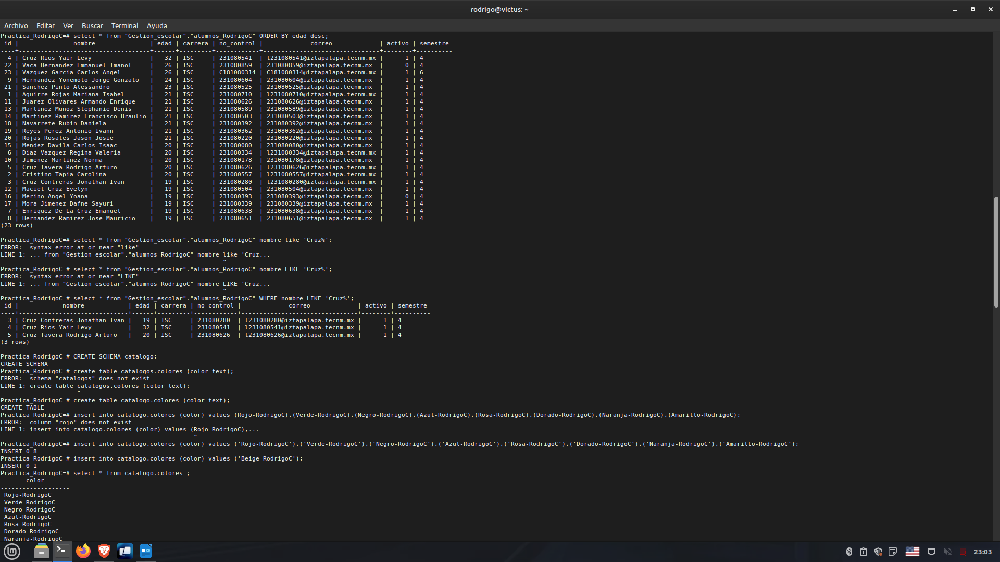 rodrigo@victus: ~
Archivo Editar Ver Buscar Terminal Ayuda
Practica_RodrigoC=# select * from "Gestion_escolar"."alumnos_RodrigoC" ORDER BY edad desc;
 id |               nombre               | edad | carrera | no_control |             correo             | activo | semestre
----+------------------------------------+------+---------+------------+--------------------------------+--------+----------
  4 | Cruz Rios Yair Levy                |   32 | ISC     | 231080541  | l231080541@iztapalapa.tecnm.mx |      1 | 4
 22 | Vaca Hernandez Emmanuel Imanol     |   26 | ISC     | 231080859  | 231080859@iztapalapa.tecnm.mx  |      0 | 4
 23 | Vazquez Garcia Carlos Angel        |   26 | ISC     | C181080314 | C181080314@iztapalapa.tecnm.mx |      1 | 6
  9 | Hernandez Yonemoto Jorge Gonzalo   |   24 | ISC     | 231080604  | 231080604@iztapalapa.tecnm.mx  |      1 | 4
 21 | Sanchez Pinto Alessandro           |   23 | ISC     | 231080525  | 231080525@iztapalapa.tecnm.mx  |      1 | 4
  1 | Aguirre Rojas Mariana Isabel       |   21 | ISC     | 231080710  | l231080710@iztapalapa.tecnm.mx |      1 | 4
 11 | Juarez Olivares Armando Enrique    |   21 | ISC     | 231080626  | 231080626@iztapalapa.tecnm.mx  |      1 | 4
 13 | Martinez Muñoz Stephanie Denis     |   21 | ISC     | 231080589  | 231080589@iztapalapa.tecnm.mx  |      1 | 4
 14 | Martinez Ramirez Francisco Braulio |   21 | ISC     | 231080503  | 231080503@iztapalapa.tecnm.mx  |      1 | 4
 18 | Navarrete Rubin Daniela            |   21 | ISC     | 231080392  | 231080392@iztapalapa.tecnm.mx  |      1 | 4
 19 | Reyes Perez Antonio Ivann          |   21 | ISC     | 231080362  | 231080362@iztapalapa.tecnm.mx  |      1 | 4
 20 | Rojas Rosales Jason Josie          |   21 | ISC     | 231080220  | 231080220@iztapalapa.tecnm.mx  |      1 | 4
 15 | Mendez Davila Carlos Isaac         |   20 | ISC     | 231080080  | 231080080@iztapalapa.tecnm.mx  |      1 | 4
  6 | Diaz Vazquez Regina Valeria        |   20 | ISC     | 231080334  | l231080334@iztapalapa.tecnm.mx |      1 | 4
 10 | Jimenez Martinez Norma             |   20 | ISC     | 231080178  | 231080178@iztapalapa.tecnm.mx  |      1 | 4
  5 | Cruz Tavera Rodrigo Arturo         |   20 | ISC     | 231080626  | l231080626@iztapalapa.tecnm.mx |      1 | 4
  2 | Cristino Tapia Carolina            |   20 | ISC     | 231080557  | l231080557@iztapalapa.tecnm.mx |      1 | 4
  3 | Cruz Contreras Jonathan Ivan       |   19 | ISC     | 231080280  | l231080280@iztapalapa.tecnm.mx |      1 | 4
 12 | Maciel Cruz Evelyn                 |   19 | ISC     | 231080504  | 231080504@iztapalapa.tecnm.mx  |      1 | 4
 16 | Merino Angel Yoana                 |   19 | ISC     | 231080393  | 231080393@iztapalapa.tecnm.mx  |      0 | 4
 17 | Mora Jimenez Dafne Sayuri          |   19 | ISC     | 231080339  | 231080339@iztapalapa.tecnm.mx  |      1 | 4
  7 | Enriquez De La Cruz Emanuel        |   19 | ISC     | 231080638  | 231080638@iztapalapa.tecnm.mx  |      1 | 4
  8 | Hernandez Ramirez Jose Mauricio    |   19 | ISC     | 231080651  | 231080651@iztapalapa.tecnm.mx  |      1 | 4
(23 rows)
Practica_RodrigoC=# select * from "Gestion_escolar"."alumnos_RodrigoC" nombre like 'Cruz%';
ERROR:  syntax error at or near "like"
LINE 1: ... from "Gestion_escolar"."alumnos_RodrigoC" nombre like 'Cruz...
^
Practica_RodrigoC=# select * from "Gestion_escolar"."alumnos_RodrigoC" nombre LIKE 'Cruz%';
ERROR:  syntax error at or near "LIKE"
LINE 1: ... from "Gestion_escolar"."alumnos_RodrigoC" nombre LIKE 'Cruz...
^
Practica_RodrigoC=# select * from "Gestion_escolar"."alumnos_RodrigoC" WHERE nombre LIKE 'Cruz%';
 id |            nombre            | edad | carrera | no_control |             correo             | activo | semestre
----+------------------------------+------+---------+------------+--------------------------------+--------+----------
  3 | Cruz Contreras Jonathan Ivan |   19 | ISC     | 231080280  | l231080280@iztapalapa.tecnm.mx |      1 | 4
  4 | Cruz Rios Yair Levy          |   32 | ISC     | 231080541  | l231080541@iztapalapa.tecnm.mx |      1 | 4
  5 | Cruz Tavera Rodrigo Arturo   |   20 | ISC     | 231080626  | l231080626@iztapalapa.tecnm.mx |      1 | 4
(3 rows)
Practica_RodrigoC=# CREATE SCHEMA catalogo;
CREATE SCHEMA
Practica_RodrigoC=# create table catalogos.colores (color text);
ERROR:  schema "catalogos" does not exist
LINE 1: create table catalogos.colores (color text);
^
Practica_RodrigoC=# create table catalogo.colores (color text);
CREATE TABLE
Practica_RodrigoC=# insert into catalogo.colores (color) values (Rojo-RodrigoC),(Verde-RodrigoC),(Negro-RodrigoC),(Azul-RodrigoC),(Rosa-RodrigoC),(Dorado-RodrigoC),(Naranja-RodrigoC),(Amarillo-RodrigoC);
ERROR:  column "rojo" does not exist
LINE 1: insert into catalogo.colores (color) values (Rojo-RodrigoC),...
^
Practica_RodrigoC=# insert into catalogo.colores (color) values ('Rojo-RodrigoC'),('Verde-RodrigoC'),('Negro-RodrigoC'),('Azul-RodrigoC'),('Rosa-RodrigoC'),('Dorado-RodrigoC'),('Naranja-RodrigoC'),('Amarillo-RodrigoC');
INSERT 0 8
Practica_RodrigoC=# insert into catalogo.colores (color) values ('Beige-RodrigoC');
INSERT 0 1
Practica_RodrigoC=# select * from catalogo.colores ;
color
-------------------
Rojo-RodrigoC
Verde-RodrigoC
Negro-RodrigoC
Azul-RodrigoC
Rosa-RodrigoC
Dorado-RodrigoC
Naranja-RodrigoC
23:03